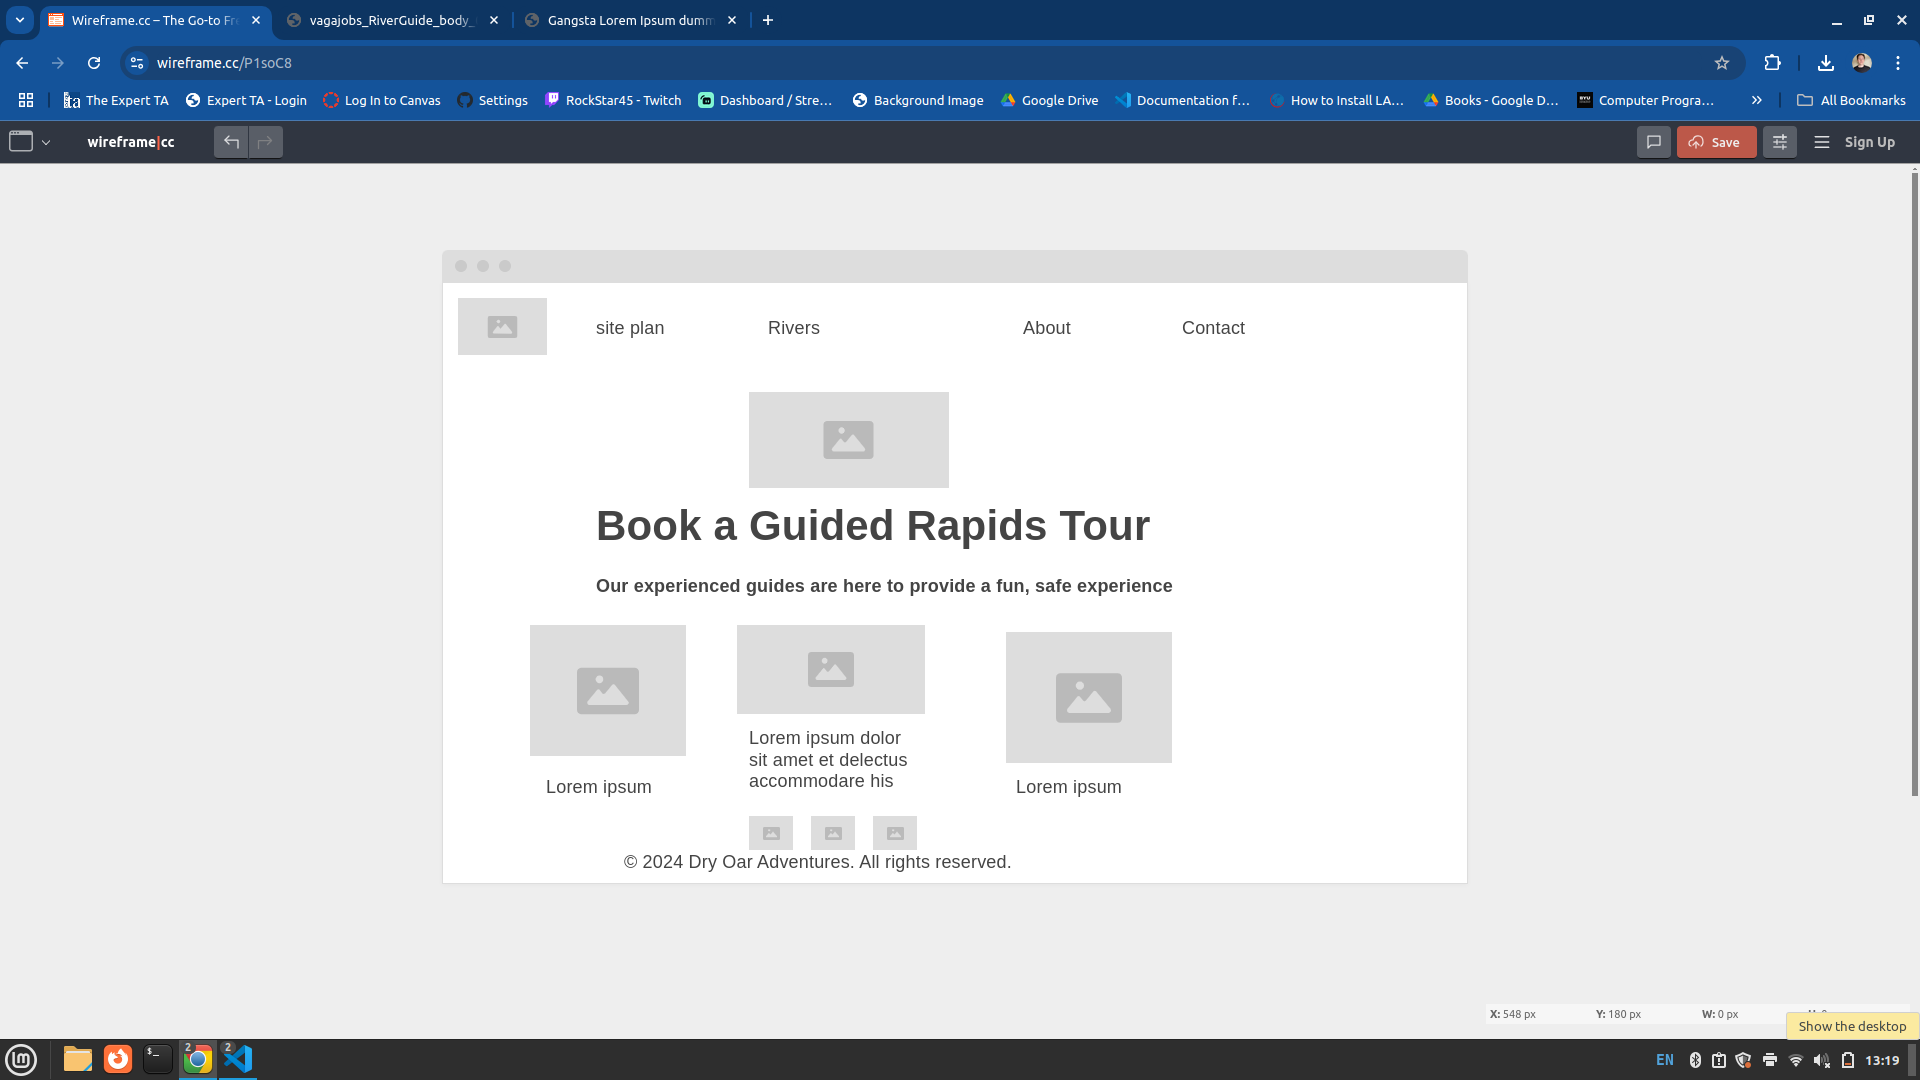 Wireframe.cc – The Go-to Fr
vagajobs_RiverGuide_body_
Gangsta Lorem Ipsum dumm
wireframe.cc/P1soC8
The Expert TA
Expert TA - Login
Log In to Canvas
Settings
RockStar45 - Twitch
Dashboard / Stre...
Background Image
Google Drive
Documentation f...
How to Install LA...
Books - Google D...
Computer Progra...
All Bookmarks
wireframe|cc
Save
Sign Up
site plan
Rivers
About
Contact
Book a Guided Rapids Tour
Our experienced guides are here to provide a fun, safe experience
Lorem ipsum
Lorem ipsum dolor
sit amet et delectus
accommodare his
Lorem ipsum
© 2024 Dry Oar Adventures. All rights reserved.
X: 548 px
Y: 180 px
W: 0 px
Show the desktop
2
2
EN
13:19